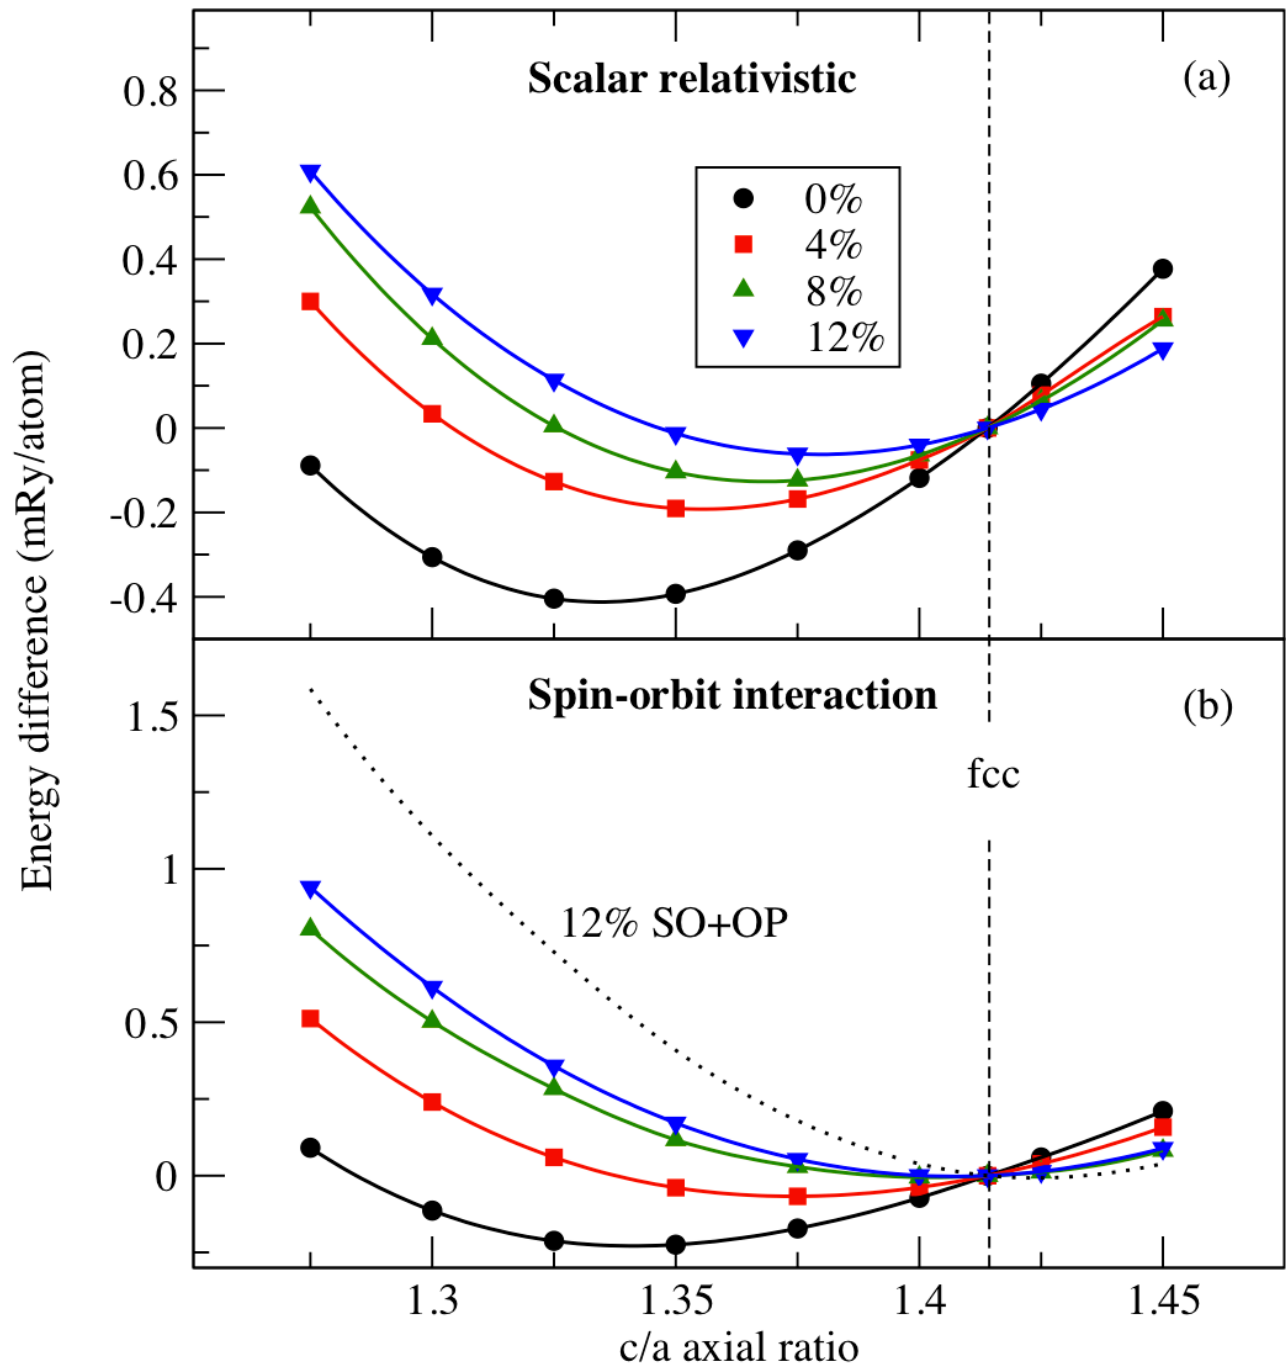 Scalar relativistic
(a)
0.8
0.6
0.4
0.2
0
-0.2
-0.4
0%
4%
8%
12%
Energy difference (mRy/atom)
Spin-orbit interaction
(b)
1.5
1
0.5
0
fcc
12% SO+OP
1.3
1.35
1.4
1.45
c/a axial ratio